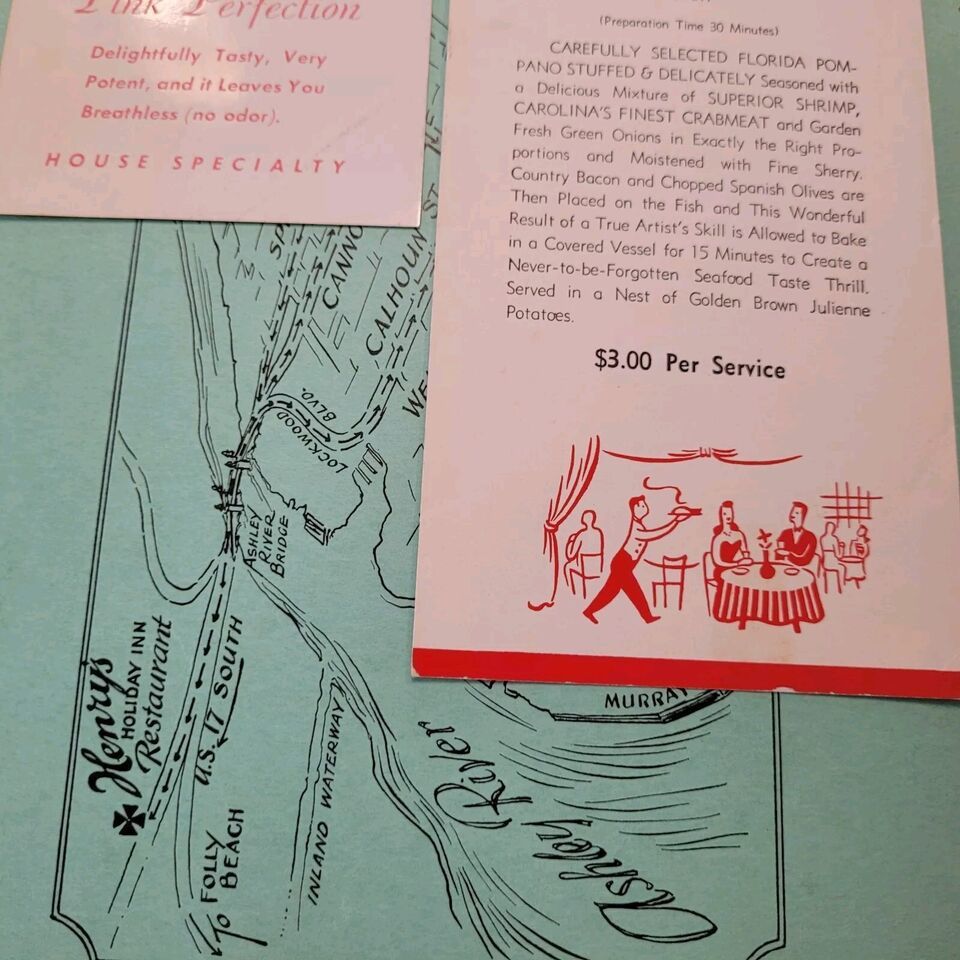 Pink Perfection
Delightfully Tasty, Very
Potent, and it Leaves You
Breathless (no odor).
HOUSE SPECIALTY
(Preparation Time 30 Minutes)
CAREFULLY SELECTED FLORIDA POM-
PANO STUFFED & DELICATELY Seasoned with
a Delicious Mixture of SUPERIOR SHRIMP,
CAROLINA'S FINEST CRABMEAT and Garden
Fresh Green Onions in Exactly the Right Pro-
portions and Moistened with Fine Sherry.
Country Bacon and Chopped Spanish Olives are
Then Placed on the Fish and This Wonderful
Result of a True Artist's Skill is Allowed to Bake
in a Covered Vessel for 15 Minutes to Create a
Never-to-be-Forgotten Seafood Taste Thrill.
Served in a Nest of Golden Brown Julienne
Potatoes.
$3.00 Per Service
SP
CANNO
CALHOUN ST
WE
LOCKWOOD
BLVD.
ASHLEY
RIVER
BRIDGE
Henry's
HOLIDAY INN
Restaurant
U.S. 17 SOUTH
TO FOLLY
BEACH
INLAND WATERWAY
Ashley River
MURRAY